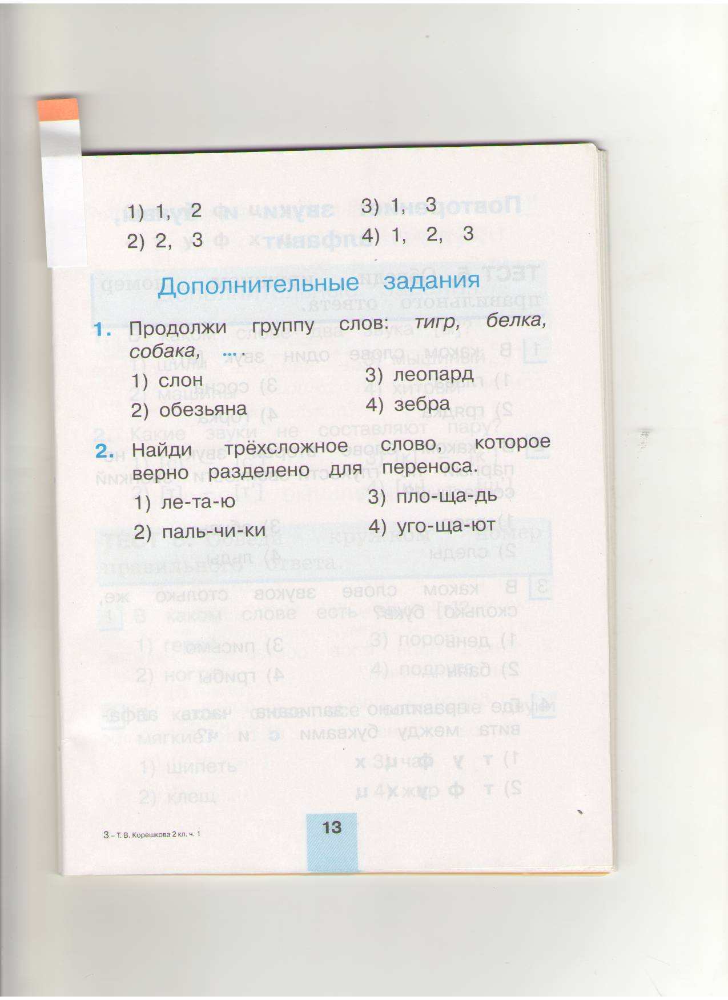 1) 1, 2 3) 1, 3
2) 2, 3 4) 1, 2, 3
Дополнительные задания
1. Продолжи группу слов: тигр, белка,
собака, ... .
1) слон 3) леопард
2) обезьяна 4) зебра
2. Найди трёхсложное слово, которое
верно разделено для переноса.
1) ле-та-ю 3) пло-ща-дь
2) паль-чи-ки 4) уго-ща-ют
3 – Т. В. Корешкова 2 кл. ч. 1
13